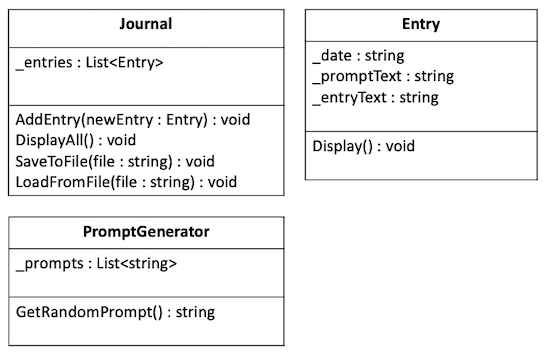 Journal
_entries : List<Entry>
AddEntry(newEntry : Entry) : void
DisplayAll() : void
SaveToFile(file : string) : void
LoadFromFile(file : string) : void
Entry
_date : string
_promptText : string
_entryText : string
Display() : void
PromptGenerator
_prompts : List<string>
GetRandomPrompt() : string